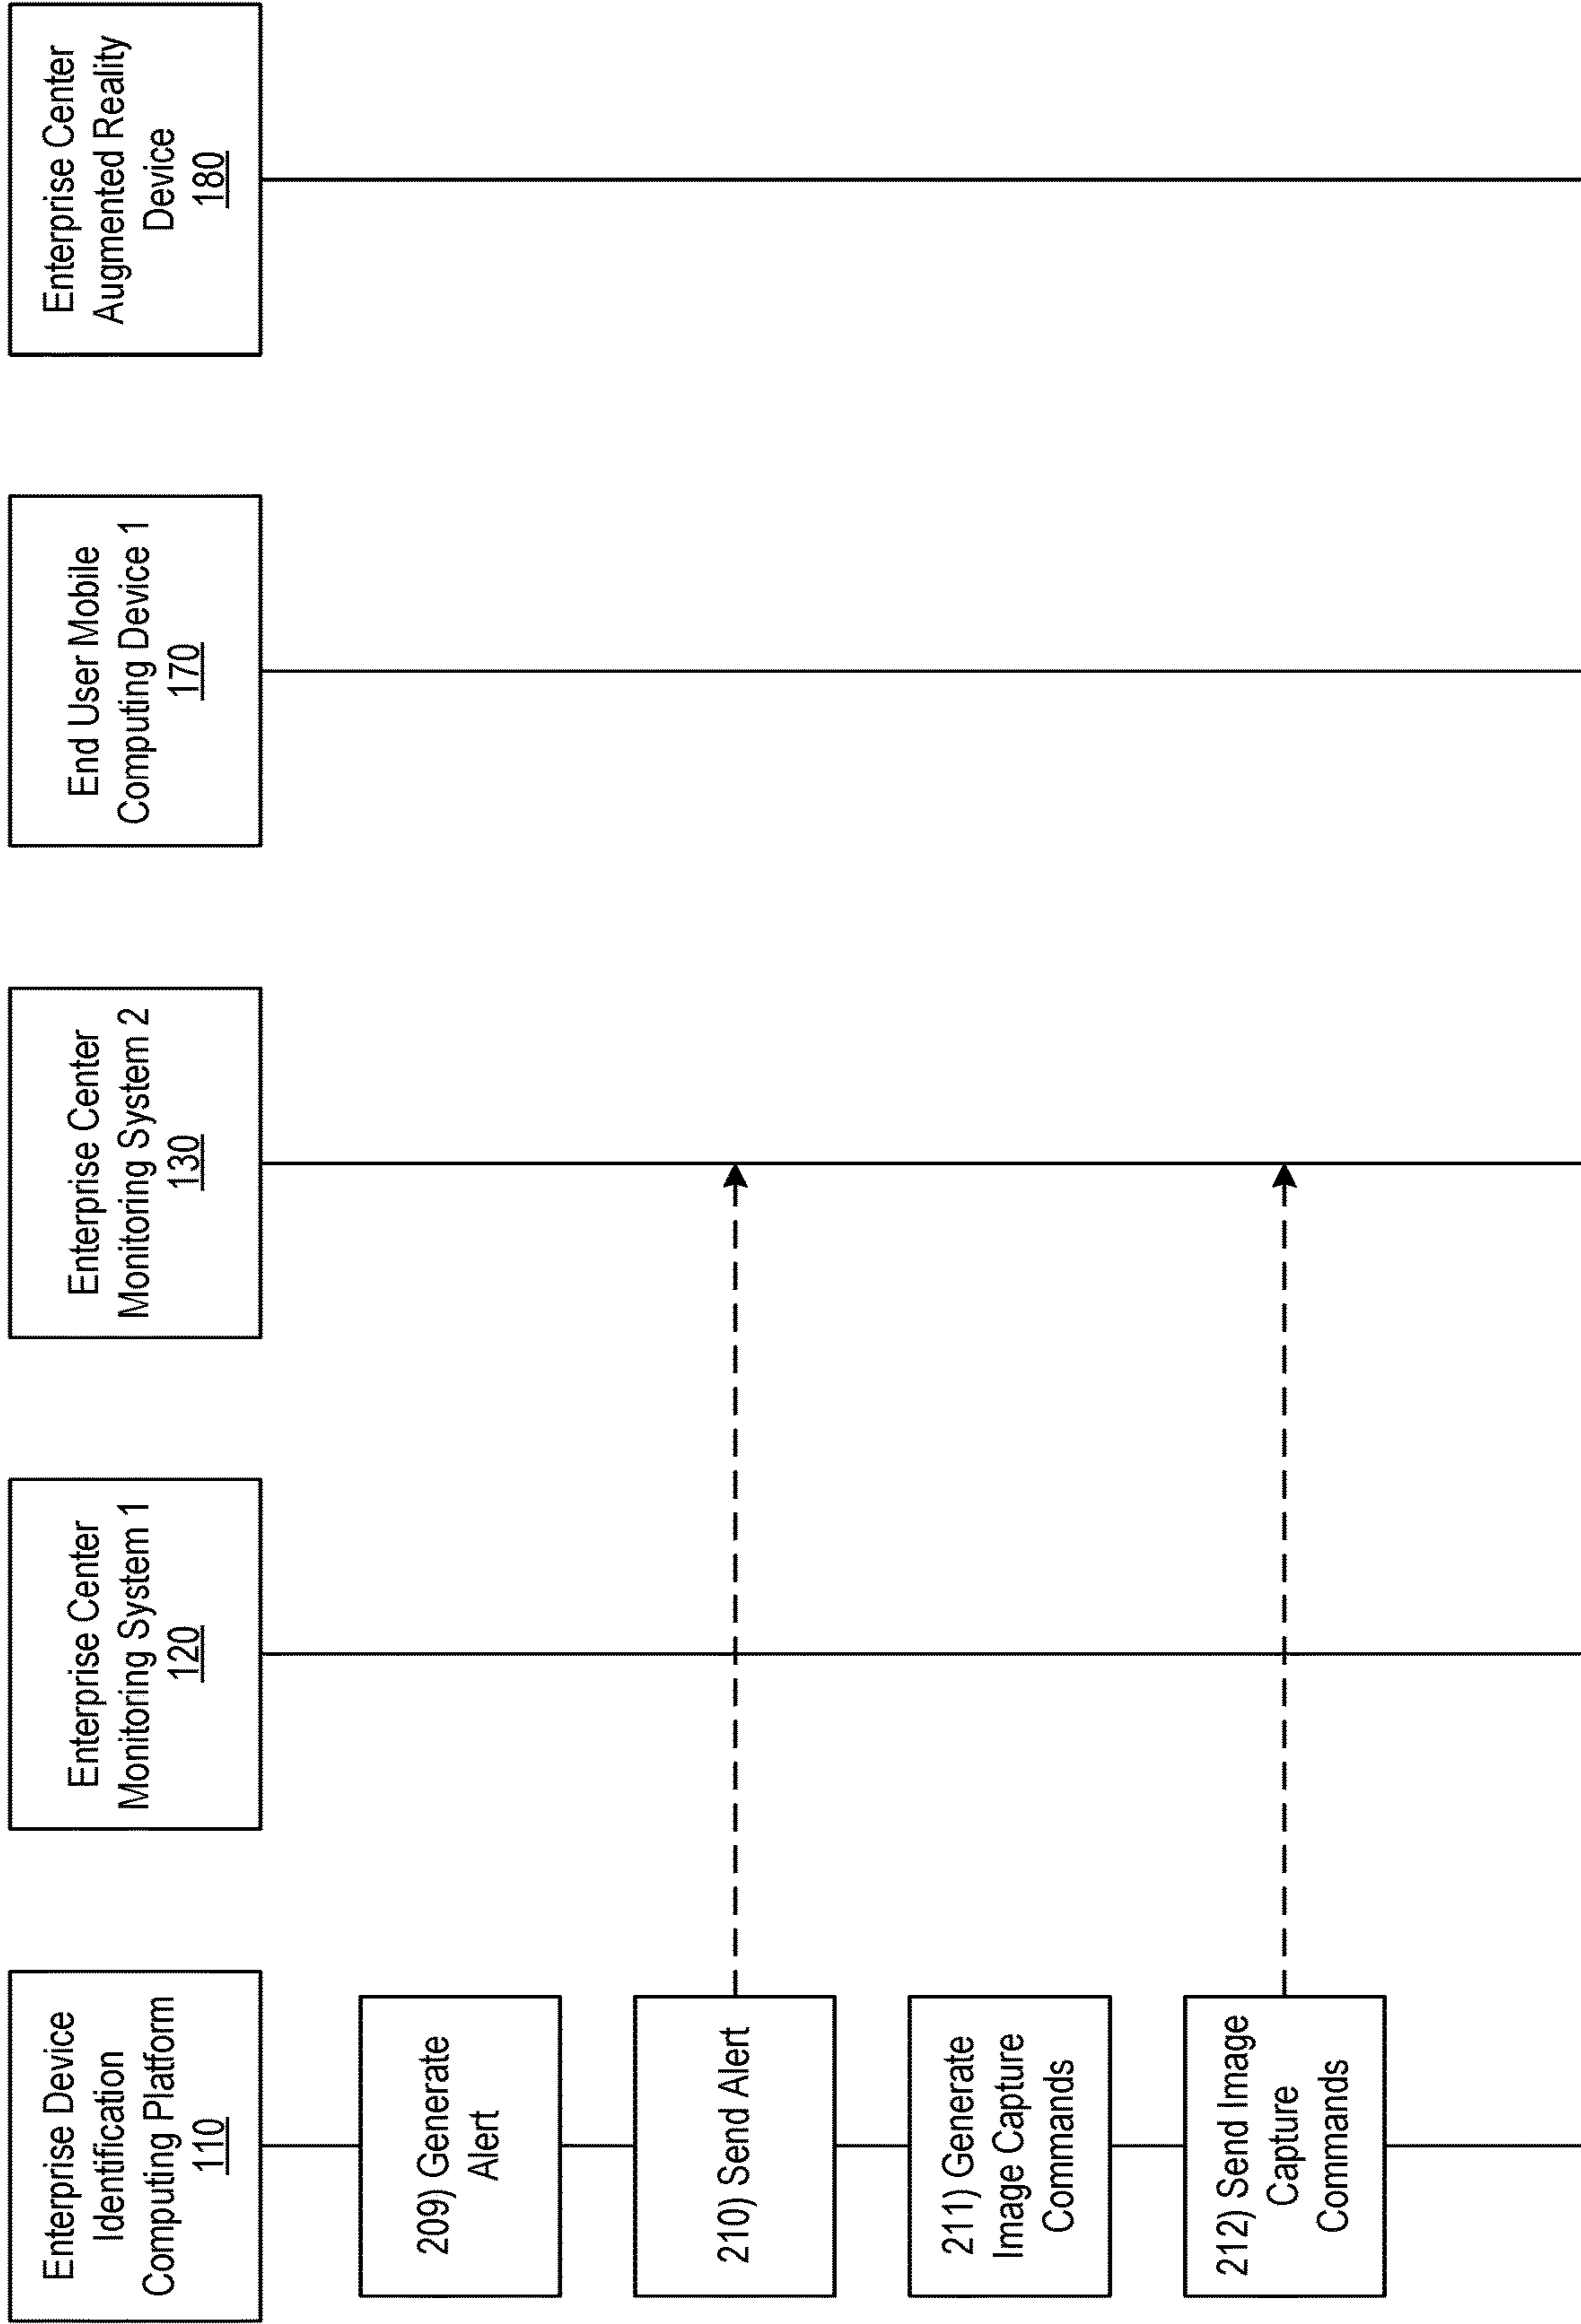 Enterprise Device
Identification
Computing Platform
110
Enterprise Center
Monitoring System 1
120
Enterprise Center
Monitoring System 2
130
End User Mobile
Computing Device 1
170
Enterprise Center
Augmented Reality
Device
180
209) Generate
Alert
210) Send Alert
211) Generate
Image Capture
Commands
212) Send Image
Capture
Commands